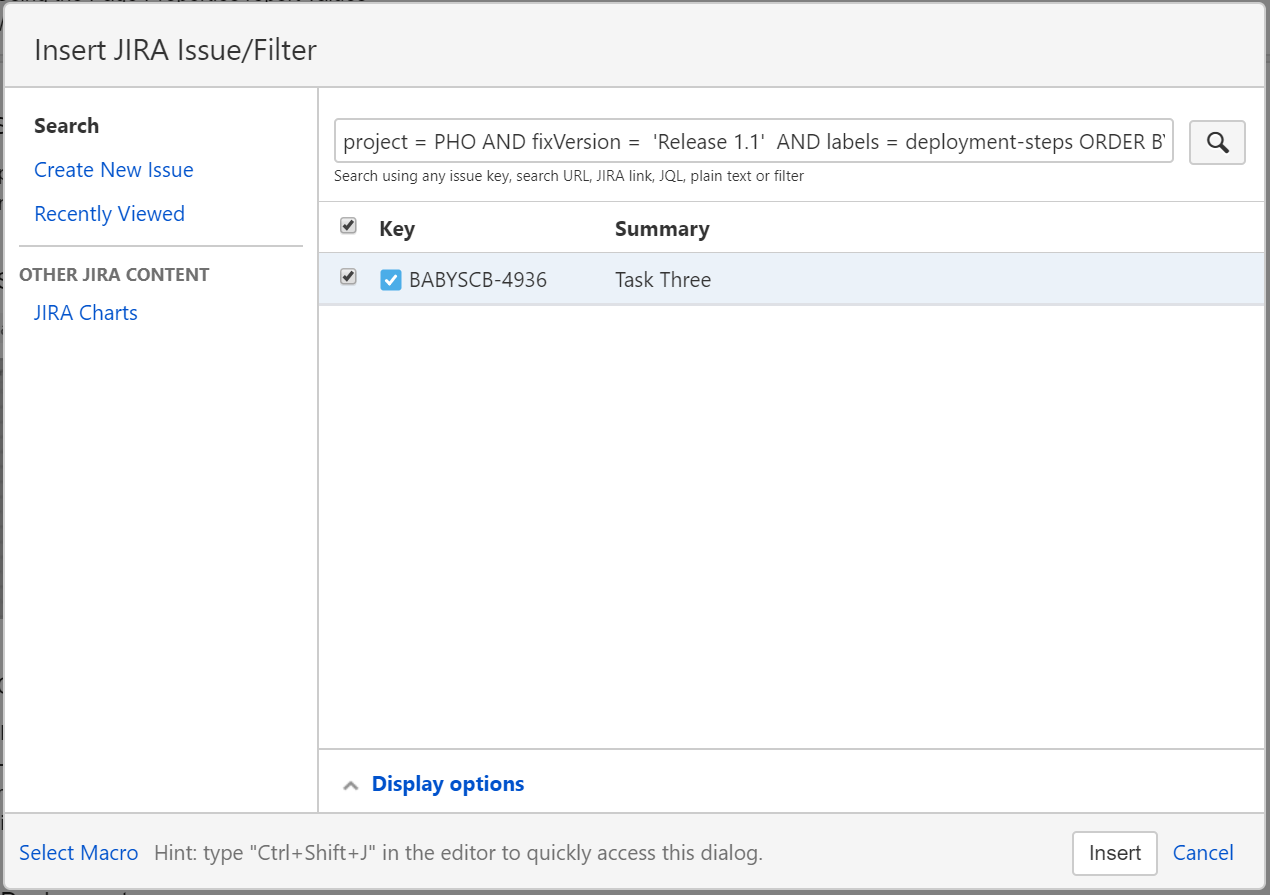 Insert JIRA Issue/Filter
Search
Create New Issue
Recently Viewed
OTHER JIRA CONTENT
JIRA Charts
project = PHO AND fixVersion =  'Release 1.1'  AND labels = deployment-steps ORDER B
Search using any issue key, search URL, JIRA link, JQL, plain text or filter
Key Summary
BABYSCB-4936 Task Three
Display options
Select Macro Hint: type "Ctrl+Shift+J" in the editor to quickly access this dialog. Insert Cancel